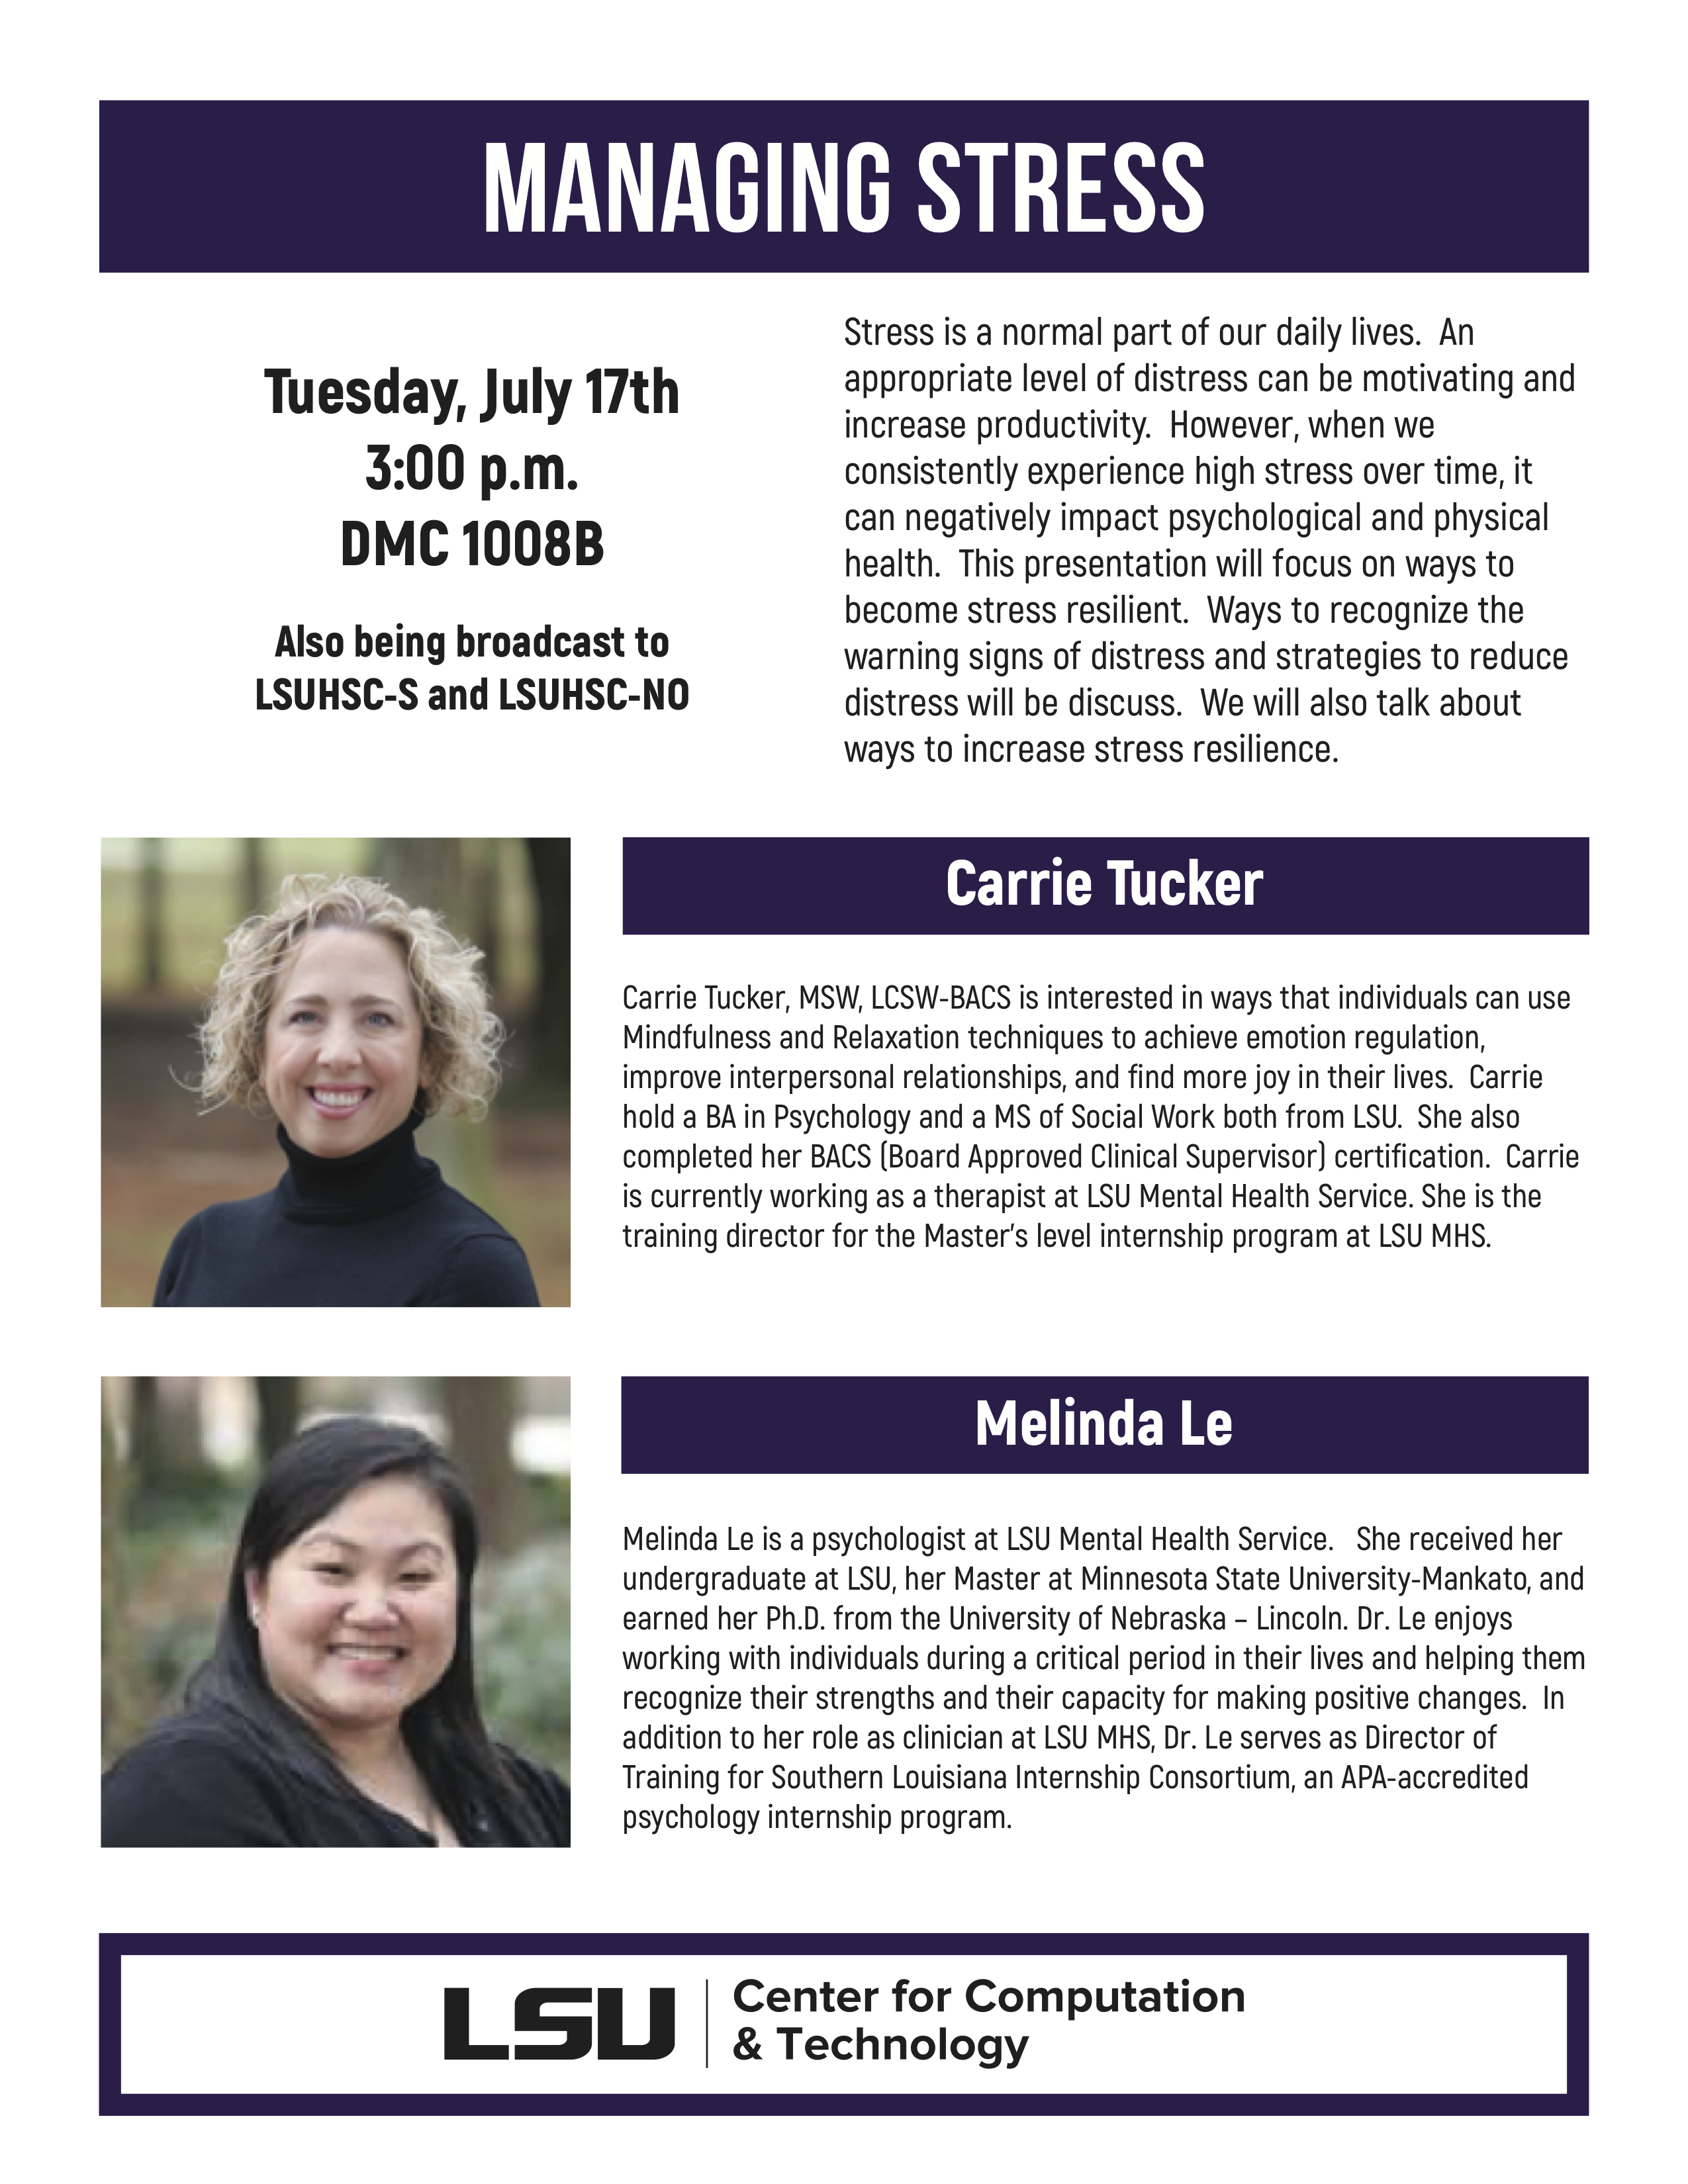 MANAGING STRESS
Tuesday, July 17th
3:00 p.m.
DMC 1008B
Also being broadcast to
LSUHSC-S and LSUHSC-NO
Stress is a normal part of our daily lives.  An
appropriate level of distress can be motivating and
increase productivity.  However, when we
consistently experience high stress over time, it
can negatively impact psychological and physical
health.  This presentation will focus on ways to
become stress resilient.  Ways to recognize the
warning signs of distress and strategies to reduce
distress will be discuss.  We will also talk about
ways to increase stress resilience.
Carrie Tucker
Carrie Tucker, MSW, LCSW-BACS is interested in ways that individuals can use
Mindfulness and Relaxation techniques to achieve emotion regulation,
improve interpersonal relationships, and find more joy in their lives.  Carrie
hold a BA in Psychology and a MS of Social Work both from LSU.  She also
completed her BACS (Board Approved Clinical Supervisor) certification.  Carrie
is currently working as a therapist at LSU Mental Health Service. She is the
training director for the Master's level internship program at LSU MHS.
Melinda Le
Melinda Le is a psychologist at LSU Mental Health Service.   She received her
undergraduate at LSU, her Master at Minnesota State University-Mankato, and
earned her Ph.D. from the University of Nebraska – Lincoln. Dr. Le enjoys
working with individuals during a critical period in their lives and helping them
recognize their strengths and their capacity for making positive changes.  In
addition to her role as clinician at LSU MHS, Dr. Le serves as Director of
Training for Southern Louisiana Internship Consortium, an APA-accredited
psychology internship program.
LSU
Center for Computation
& Technology